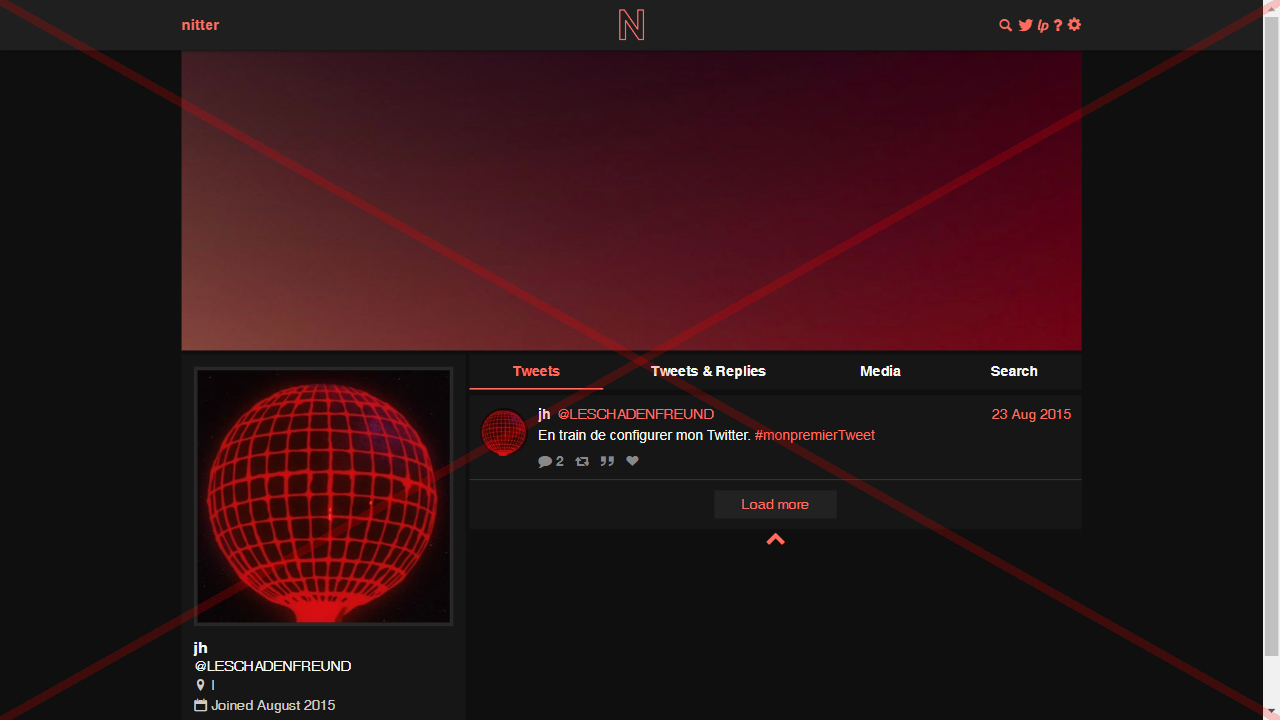 nitter
N
lp ?
Tweets
Tweets & Replies
Media
Search
jh @LESCHADENFREUND 23 Aug 2015
En train de configurer mon Twitter. #monpremierTweet
2
Load more
jh
@LESCHADENFREUND
l
Joined August 2015